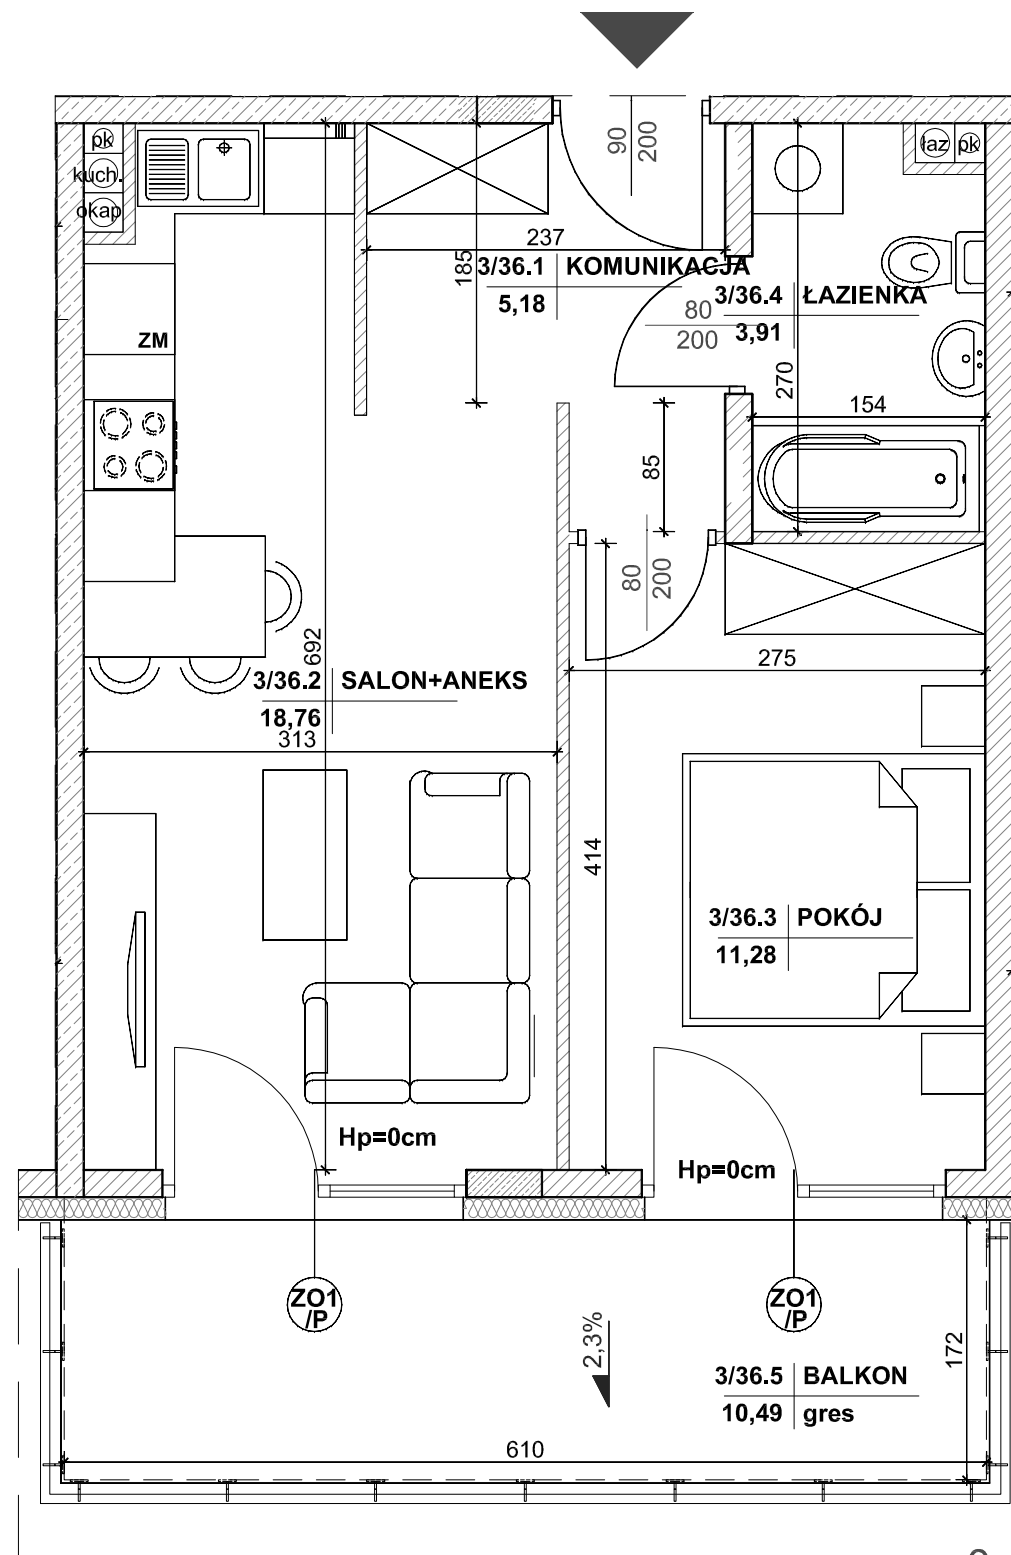 90
200
pk
kuch.
okap
łaz
pk
237
185
3/36.1 KOMUNIKACJA
5,18
3/36.4 ŁAZIENKA
3,91
80
200
ZM
270
154
85
80
200
692
275
3/36.2 SALON+ANEKS
18,76
313
414
3/36.3 POKÓJ
11,28
Hp=0cm
Hp=0cm
ZO1
/P
ZO1
/P
2,3%
172
3/36.5 BALKON
10,49 gres
610